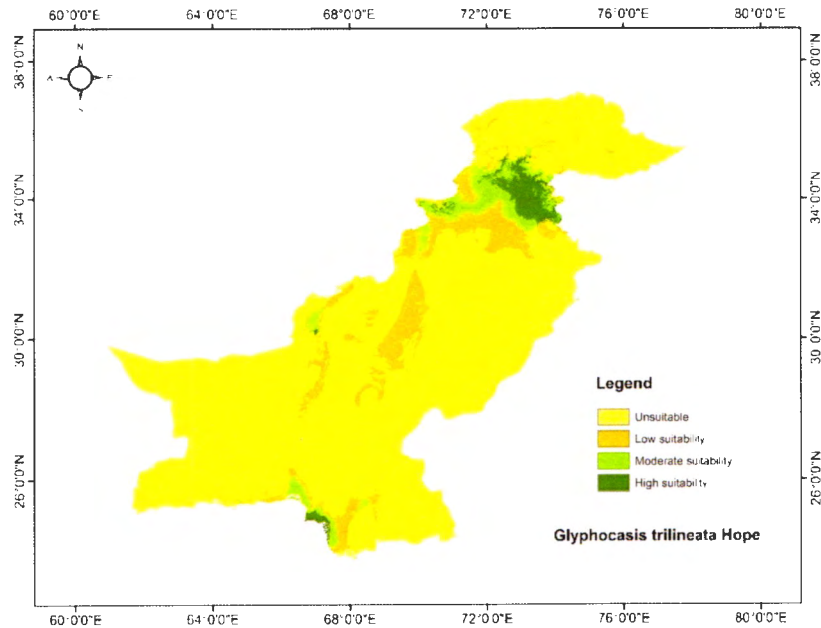 60°0'0"E 64°0'0"E 68°0'0"E 72°0'0"E 76°0'0"E 80°0'0"E
38°0'0"N 38°0'0"N
N
A E
34°0'0"N 34°0'0"N
30°0'0"N 30°0'0"N
Legend
Unsuitable
Low suitability
Moderate suitability
High suitability
26°0'0"N 26°0'0"N
Glyphocasis trilineata Hope
60°0'0"E 64°0'0"E 68°0'0"E 72°0'0"E 76°0'0"E 80°0'0"E